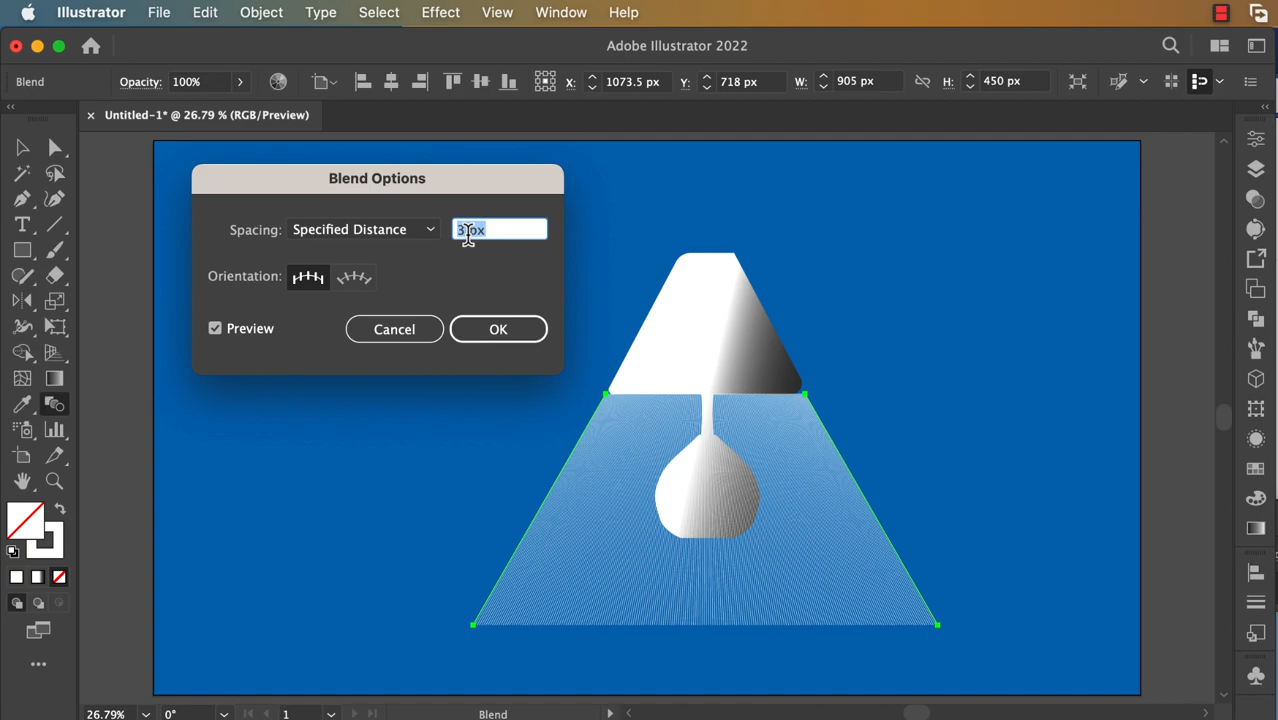 Illustrator File Edit Object Type Select Effect View Window Help
Adobe Illustrator 2022
Blend Opacity: 100% X: 1073.5 px Y: 718 px W: 905 px H: 450 px
Untitled-1* @ 26.79 % (RGB/Preview)
Blend Options
Spacing: Specified Distance
Orientation:
Preview Cancel OK
26.79% 0° 1 Blend